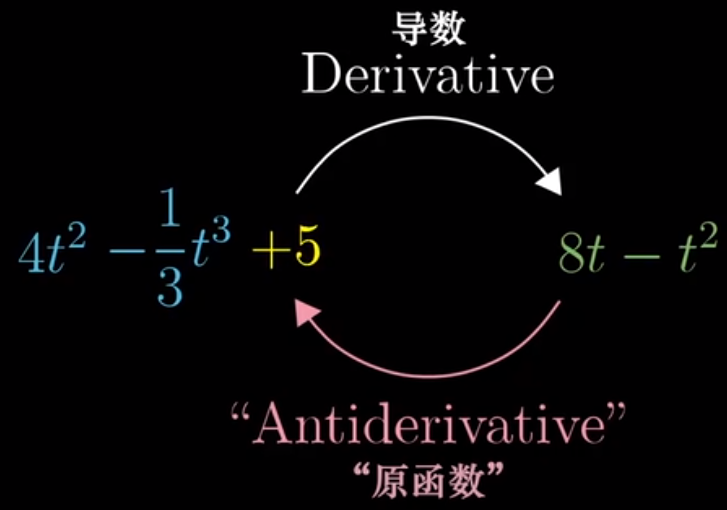 导数
Derivative
4t² − 1/3 t³ +5
8t − t²
“Antiderivative”
“原函数”